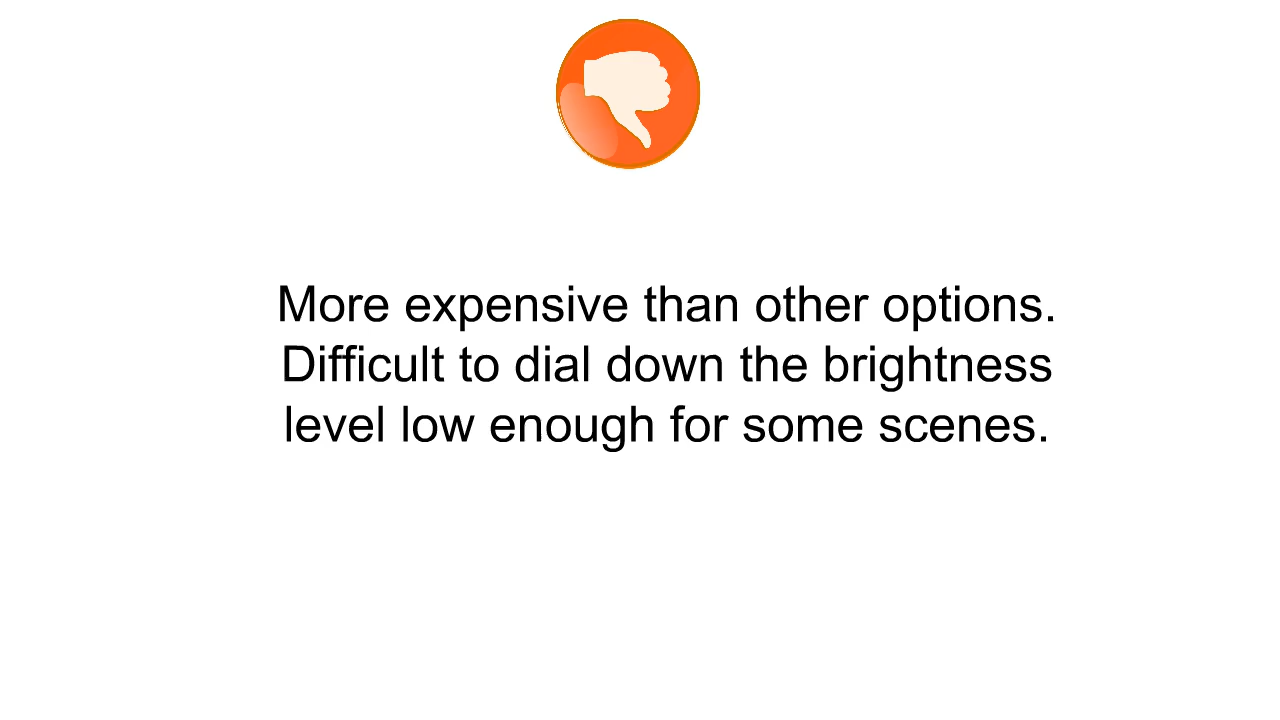 More expensive than other options.
Difficult to dial down the brightness
level low enough for some scenes.